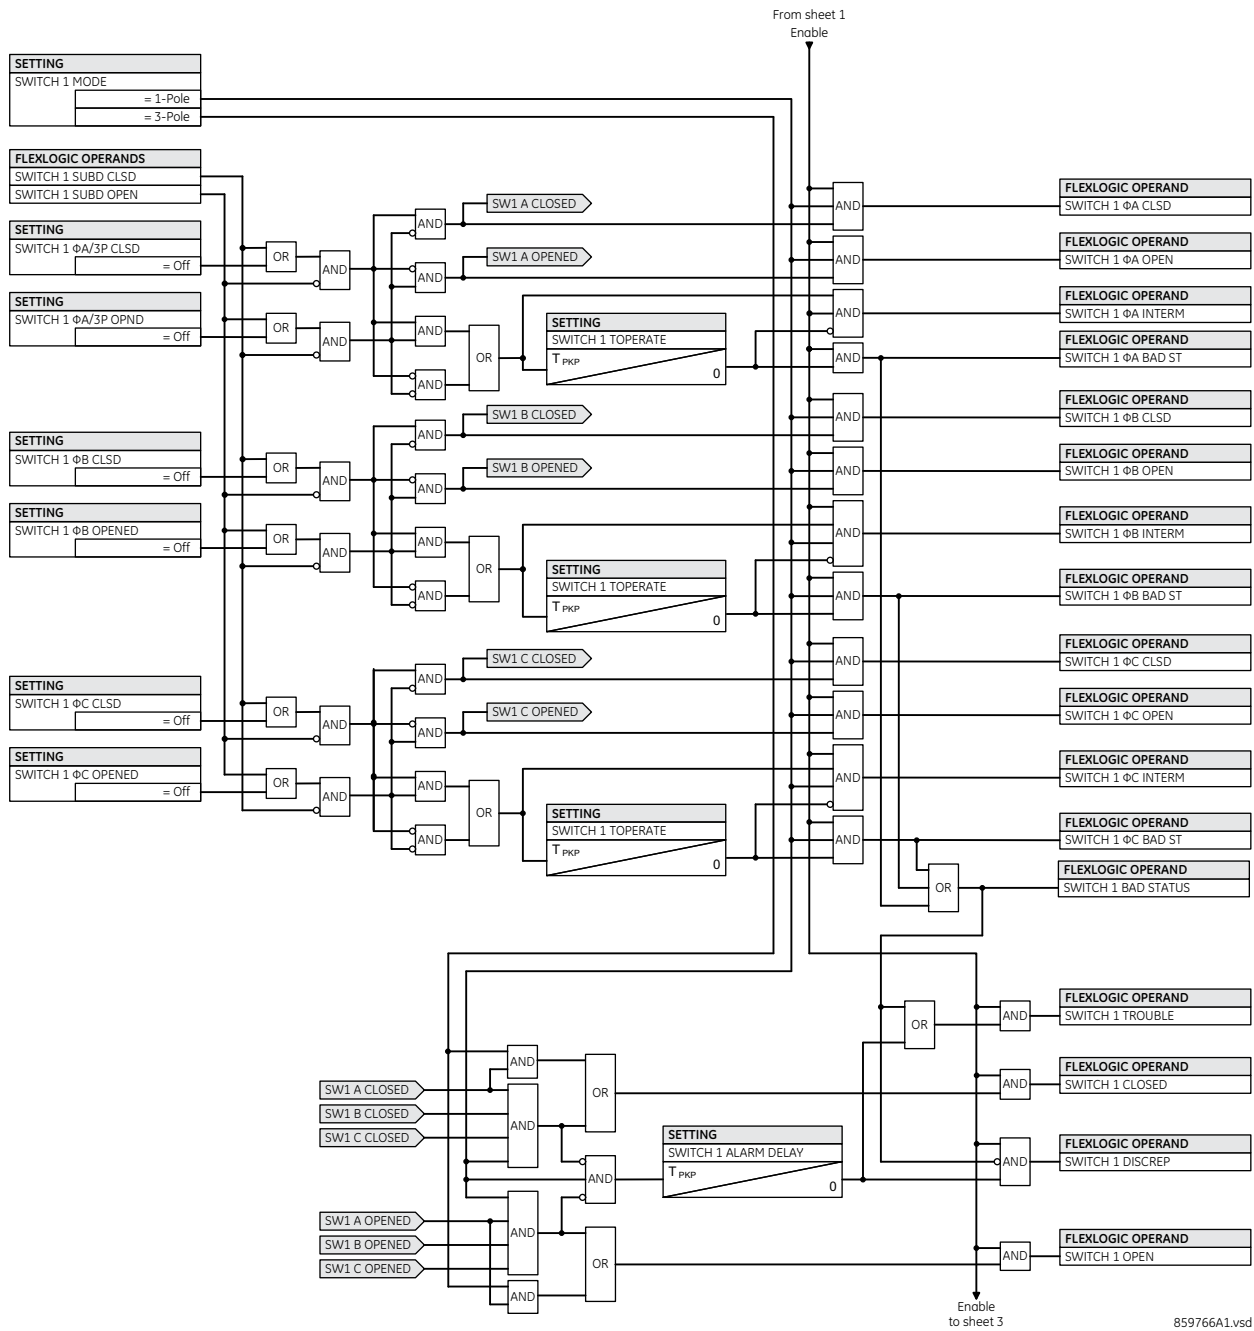 From sheet 1
Enable
SETTING
SWITCH 1 MODE
= 1-Pole
= 3-Pole
FLEXLOGIC OPERANDS
SWITCH 1 SUBD CLSD
SWITCH 1 SUBD OPEN
SETTING
SWITCH 1 ΦA/3P CLSD
= Off
SETTING
SWITCH 1 ΦA/3P OPND
= Off
OR
AND
OR
AND
AND
AND
AND
AND
OR
SW1 A CLOSED
SW1 A OPENED
SETTING
SWITCH 1 TOPERATE
T PKP
0
AND
AND
AND
AND
FLEXLOGIC OPERAND
SWITCH 1 ΦA CLSD
FLEXLOGIC OPERAND
SWITCH 1 ΦA OPEN
FLEXLOGIC OPERAND
SWITCH 1 ΦA INTERM
FLEXLOGIC OPERAND
SWITCH 1 ΦA BAD ST
SETTING
SWITCH 1 ΦB CLSD
= Off
SETTING
SWITCH 1 ΦB OPENED
= Off
OR
AND
OR
AND
AND
AND
AND
AND
OR
SW1 B CLOSED
SW1 B OPENED
SETTING
SWITCH 1 TOPERATE
T PKP
0
AND
AND
AND
AND
FLEXLOGIC OPERAND
SWITCH 1 ΦB CLSD
FLEXLOGIC OPERAND
SWITCH 1 ΦB OPEN
FLEXLOGIC OPERAND
SWITCH 1 ΦB INTERM
FLEXLOGIC OPERAND
SWITCH 1 ΦB BAD ST
SETTING
SWITCH 1 ΦC CLSD
= Off
SETTING
SWITCH 1 ΦC OPENED
= Off
OR
AND
OR
AND
AND
AND
AND
AND
OR
SW1 C CLOSED
SW1 C OPENED
SETTING
SWITCH 1 TOPERATE
T PKP
0
AND
AND
AND
AND
FLEXLOGIC OPERAND
SWITCH 1 ΦC CLSD
FLEXLOGIC OPERAND
SWITCH 1 ΦC OPEN
FLEXLOGIC OPERAND
SWITCH 1 ΦC INTERM
FLEXLOGIC OPERAND
SWITCH 1 ΦC BAD ST
OR
FLEXLOGIC OPERAND
SWITCH 1 BAD STATUS
SW1 A CLOSED
SW1 B CLOSED
SW1 C CLOSED
SW1 A OPENED
SW1 B OPENED
SW1 C OPENED
AND
AND
AND
AND
OR
AND
OR
SETTING
SWITCH 1 ALARM DELAY
T PKP
0
OR
AND
AND
AND
AND
FLEXLOGIC OPERAND
SWITCH 1 TROUBLE
FLEXLOGIC OPERAND
SWITCH 1 CLOSED
FLEXLOGIC OPERAND
SWITCH 1 DISCREP
FLEXLOGIC OPERAND
SWITCH 1 OPEN
Enable
to sheet 3
859766A1.vsd